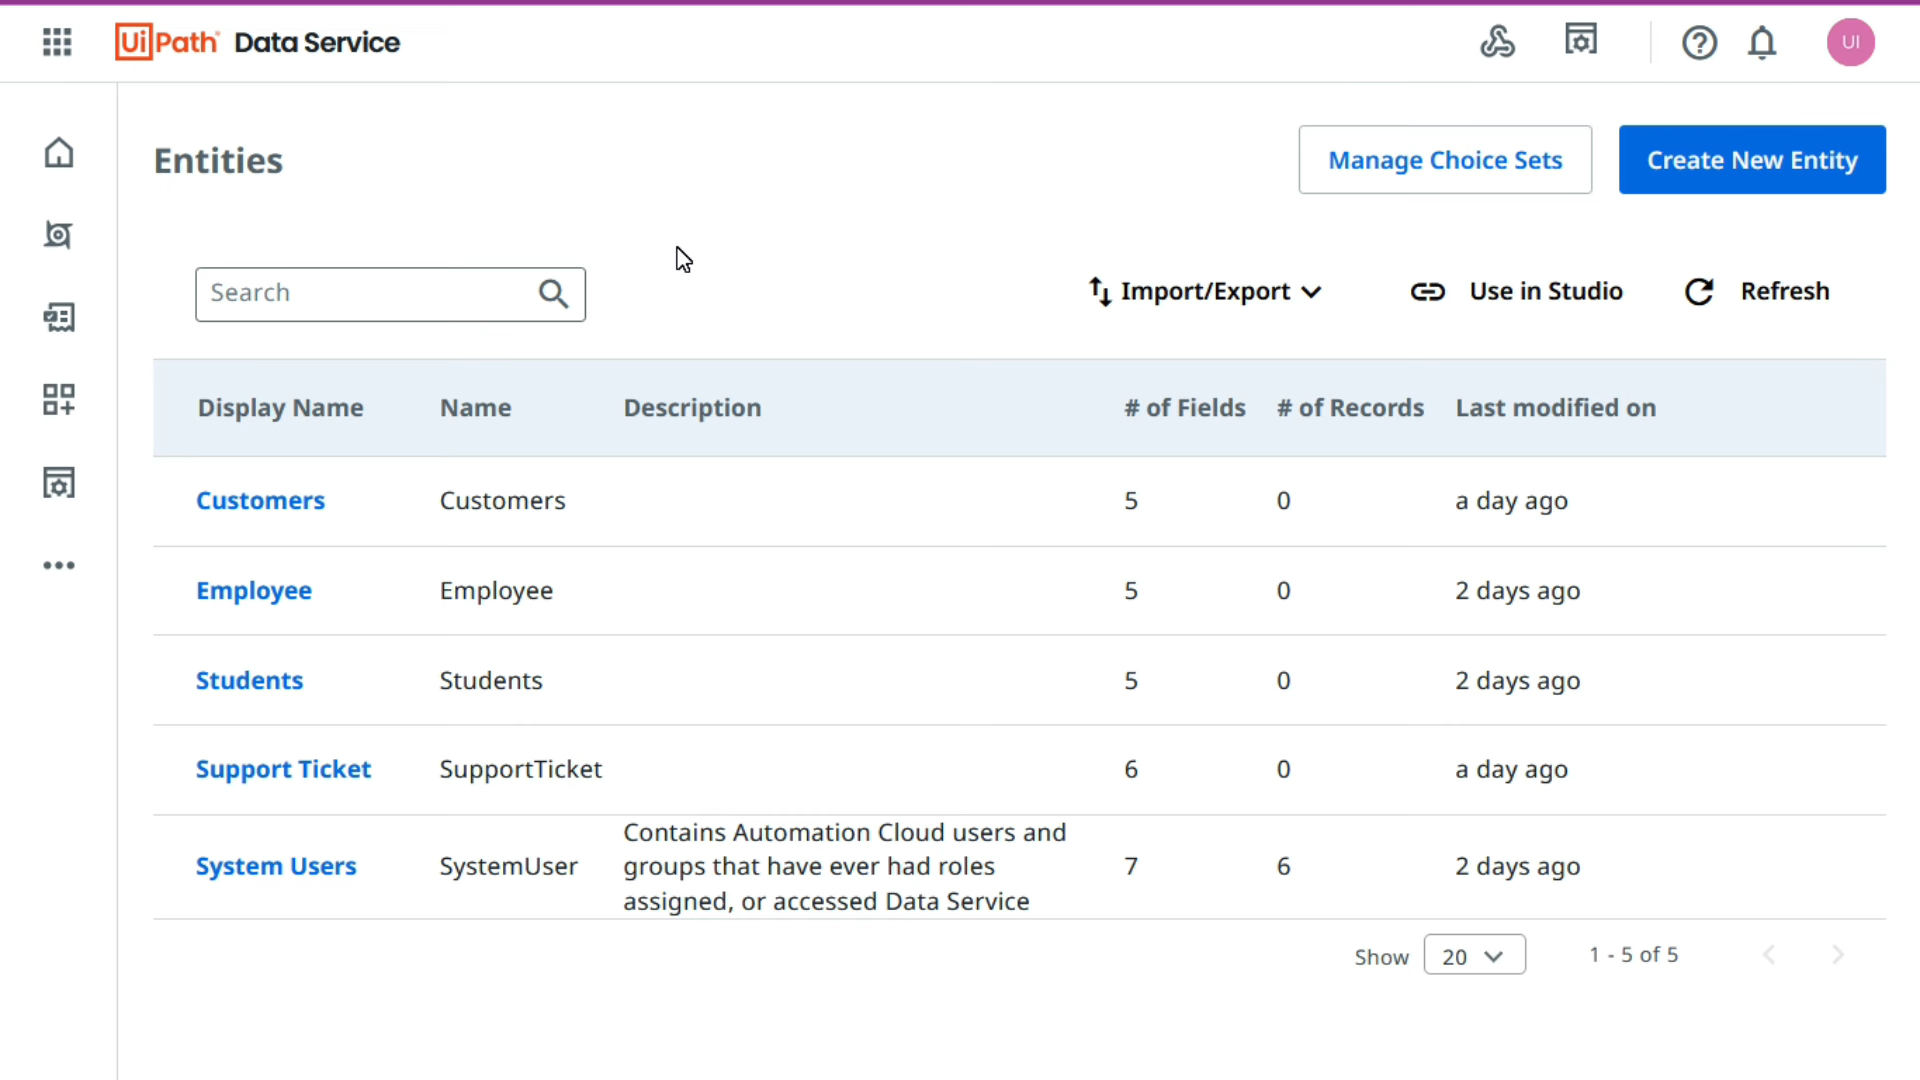 UiPath Data Service
UI
Entities
Manage Choice Sets
Create New Entity
Search
Import/Export
Use in Studio
Refresh
Display Name Name Description # of Fields # of Records Last modified on
Customers Customers 5 0 a day ago
Employee Employee 5 0 2 days ago
Students Students 5 0 2 days ago
Support Ticket SupportTicket 6 0 a day ago
Contains Automation Cloud users and
System Users SystemUser groups that have ever had roles 7 6 2 days ago
assigned, or accessed Data Service
Show 20 1 - 5 of 5